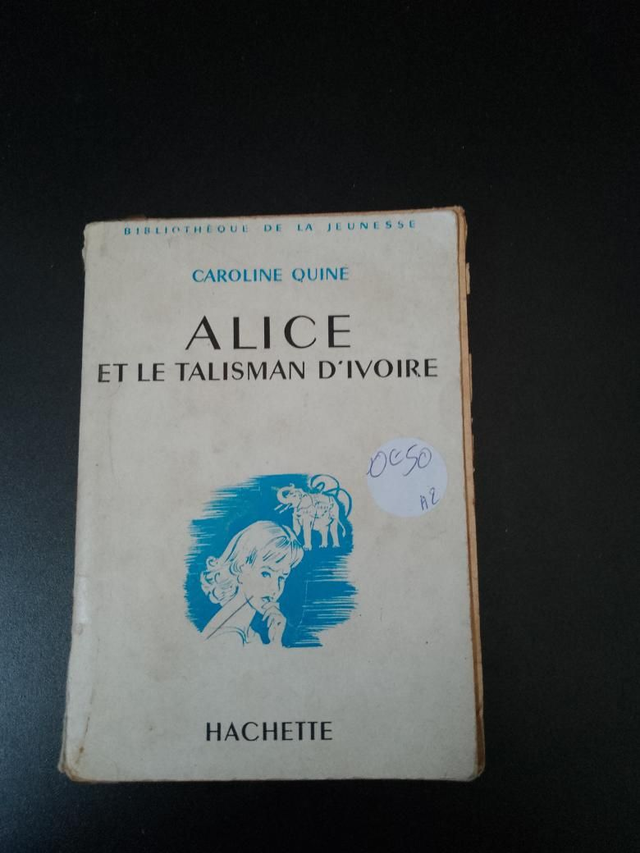 BIBLIOTHÈQUE DE LA JEUNESSE
CAROLINE QUINE
ALICE
ET LE TALISMAN D'IVOIRE
0€50
A2
HACHETTE